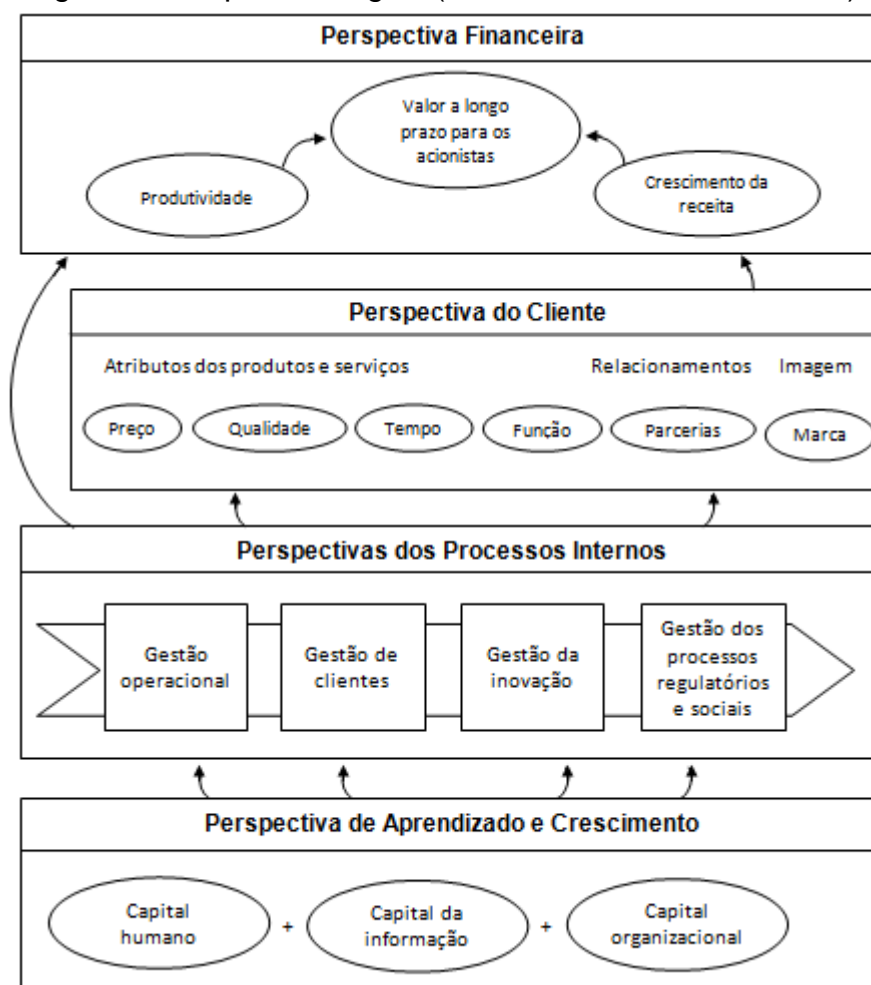 Perspectiva Financeira
Valor a longo
prazo para os
acionistas
Produtividade
Crescimento da
receita
Perspectiva do Cliente
Atributos dos produtos e serviços
Relacionamentos
Imagem
Preço
Qualidade
Tempo
Função
Parcerias
Marca
Perspectivas dos Processos Internos
Gestão
operacional
Gestão de
clientes
Gestão da
inovação
Gestão dos
processos
regulatórios
e sociais
Perspectiva de Aprendizado e Crescimento
Capital
humano
+
Capital da
informação
+
Capital
organizacional